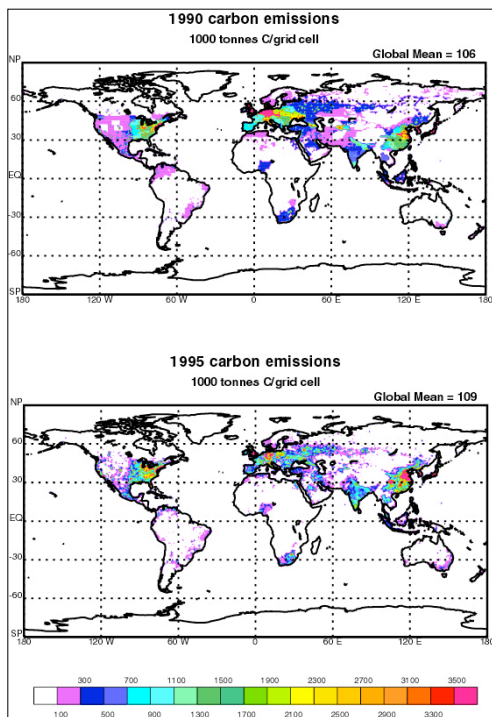 1990 carbon emissions
1000 tonnes C/grid cell
Global Mean = 106
NP
60
30
EQ
-30
-60
SP
180 120 W 60 W 0 60 E 120 E 180
1995 carbon emissions
1000 tonnes C/grid cell
Global Mean = 109
NP
60
30
EQ
-30
-60
SP
180 120 W 60 W 0 60 E 120 E 180
300 700 1100 1500 1900 2300 2700 3100 3500
100 500 900 1300 1700 2100 2500 2900 3300